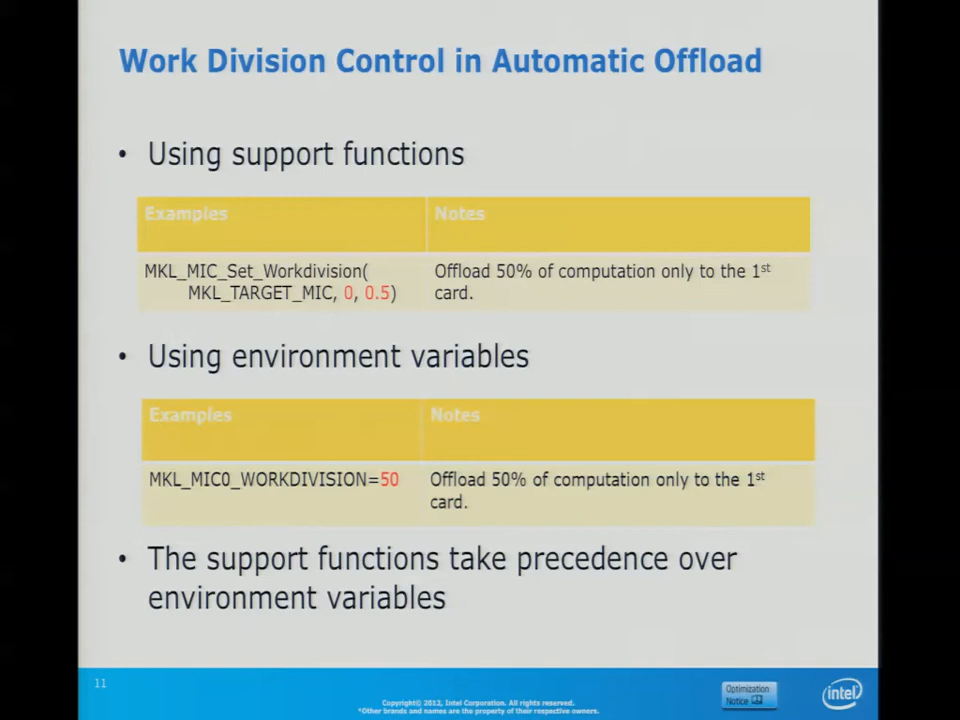 Work Division Control in Automatic Offload
• Using support functions
Examples
Notes
MKL_MIC_Set_Workdivision(
MKL_TARGET_MIC, 0, 0.5)
Offload 50% of computation only to the 1st
card.
• Using environment variables
Examples
Notes
MKL_MIC0_WORKDIVISION=50
Offload 50% of computation only to the 1st
card.
• The support functions take precedence over
environment variables
11
Copyright© 2012, Intel Corporation. All rights reserved.
*Other brands and names are the property of their respective owners.
Optimization
Notice
intel